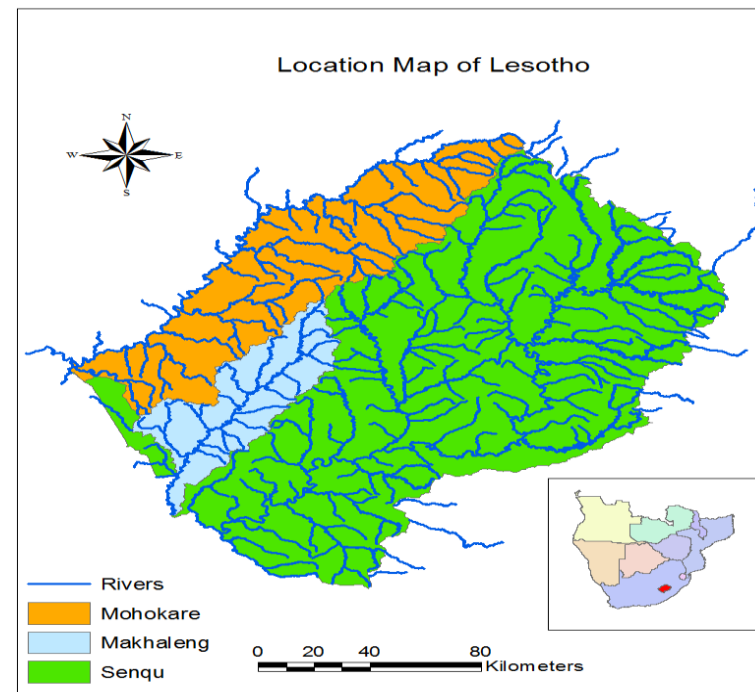 Location Map of Lesotho
N
W E
S
Rivers
Mohokare
Makhaleng
Senqu
0 20 40 80
Kilometers